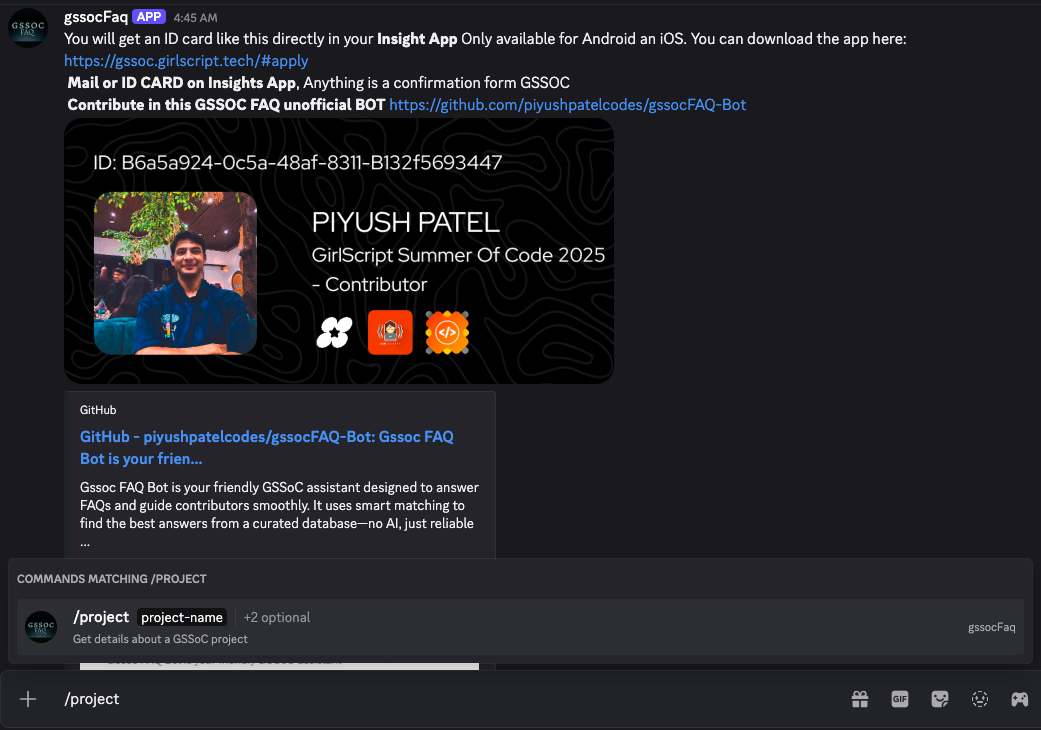 GSSOC
FAQ
gssocFaq APP 4:45 AM
You will get an ID card like this directly in your Insight App Only available for Android an iOS. You can download the app here:
https://gssoc.girlscript.tech/#apply
Mail or ID CARD on Insights App, Anything is a confirmation form GSSOC
Contribute in this GSSOC FAQ unofficial BOT https://github.com/piyushpatelcodes/gssocFAQ-Bot
ID: B6a5a924-0c5a-48af-8311-B132f5693447
PIYUSH PATEL
GirlScript Summer Of Code 2025
- Contributor
</>
GitHub
GitHub - piyushpatelcodes/gssocFAQ-Bot: Gssoc FAQ
Bot is your frien...
Gssoc FAQ Bot is your friendly GSSoC assistant designed to answer
FAQs and guide contributors smoothly. It uses smart matching to
find the best answers from a curated database—no AI, just reliable
...
COMMANDS MATCHING /PROJECT
GSSOC
FAQ
/project project-name +2 optional
Get details about a GSSoC project
gssocFaq
/project
GIF